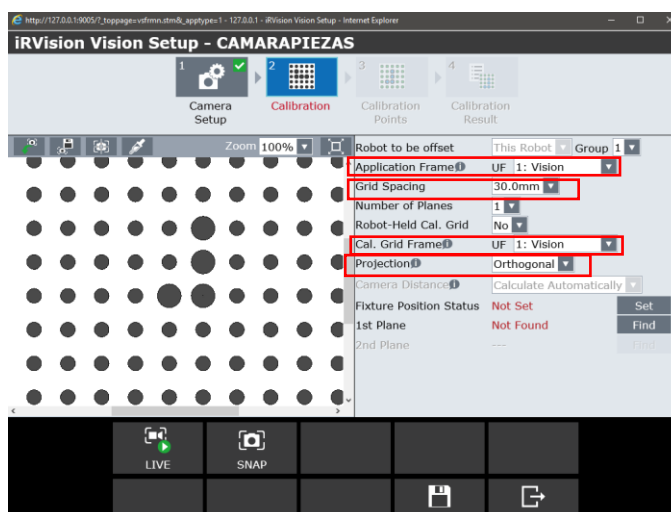 http://127.0.0.1:9005/?_toppage=vsfrmn.stm&_apptype=1 - 127.0.0.1 - iRVision Vision Setup - Internet Explorer
iRVision Vision Setup - CAMARAPIEZAS
1 2 3 4
Camera Setup
Calibration
Calibration Points
Calibration Result
Zoom 100%
Robot to be offset This Robot Group 1
Application Frame UF 1: Vision
Grid Spacing 30.0mm
Number of Planes 1
Robot-Held Cal. Grid No
Cal. Grid Frame UF 1: Vision
Projection Orthogonal
Camera Distance Calculate Automatically
Fixture Position Status Not Set Set
1st Plane Not Found Find
2nd Plane --- Find
LIVE SNAP